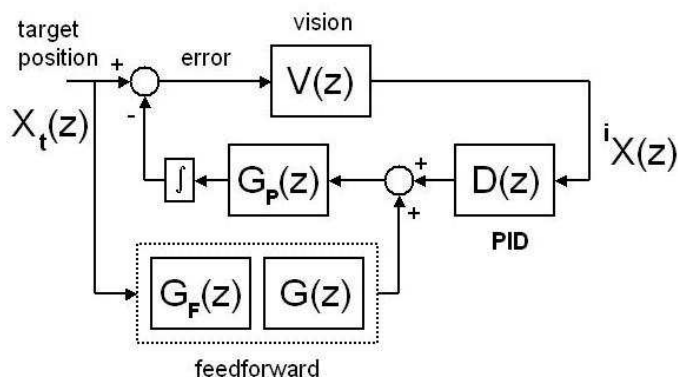 target
position
vision
+
error
V(z)
X_t(z)
-
∫
G_P(z)
+
+
D(z)
iX(z)
PID
G_F(z)
G(z)
feedforward